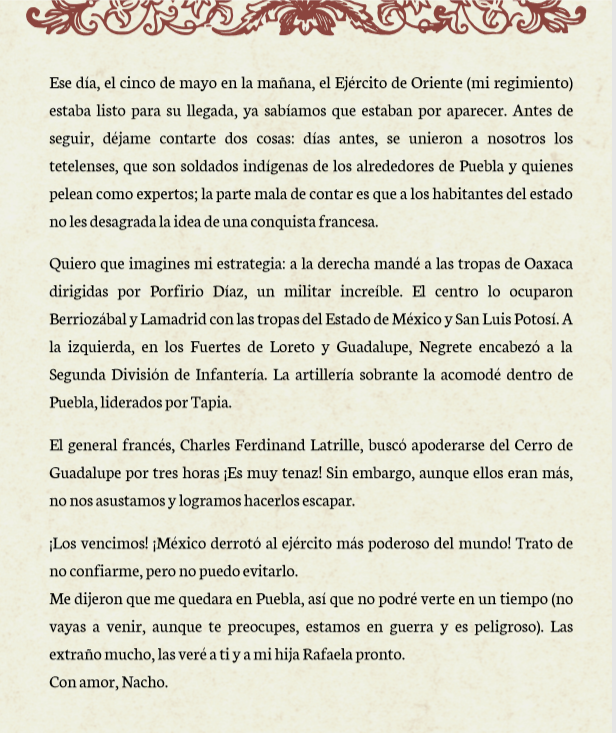 Ese día, el cinco de mayo en la mañana, el Ejército de Oriente (mi regimiento)
estaba listo para su llegada, ya sabíamos que estaban por aparecer. Antes de
seguir, déjame contarte dos cosas: días antes, se unieron a nosotros los
tetelenses, que son soldados indígenas de los alrededores de Puebla y quienes
pelean como expertos; la parte mala de contar es que a los habitantes del estado
no les desagrada la idea de una conquista francesa.
Quiero que imagines mi estrategia: a la derecha mandé a las tropas de Oaxaca
dirigidas por Porfirio Díaz, un militar increíble. El centro lo ocuparon
Berriozábal y Lamadrid con las tropas del Estado de México y San Luis Potosí. A
la izquierda, en los Fuertes de Loreto y Guadalupe, Negrete encabezó a la
Segunda División de Infantería. La artillería sobrante la acomodé dentro de
Puebla, liderados por Tapia.
El general francés, Charles Ferdinand Latrille, buscó apoderarse del Cerro de
Guadalupe por tres horas ¡Es muy tenaz! Sin embargo, aunque ellos eran más,
no nos asustamos y logramos hacerlos escapar.
¡Los vencimos! ¡México derrotó al ejército más poderoso del mundo! Trato de
no confiarme, pero no puedo evitarlo.
Me dijeron que me quedara en Puebla, así que no podré verte en un tiempo (no
vayas a venir, aunque te preocupes, estamos en guerra y es peligroso). Las
extraño mucho, las veré a ti y a mi hija Rafaela pronto.
Con amor, Nacho.